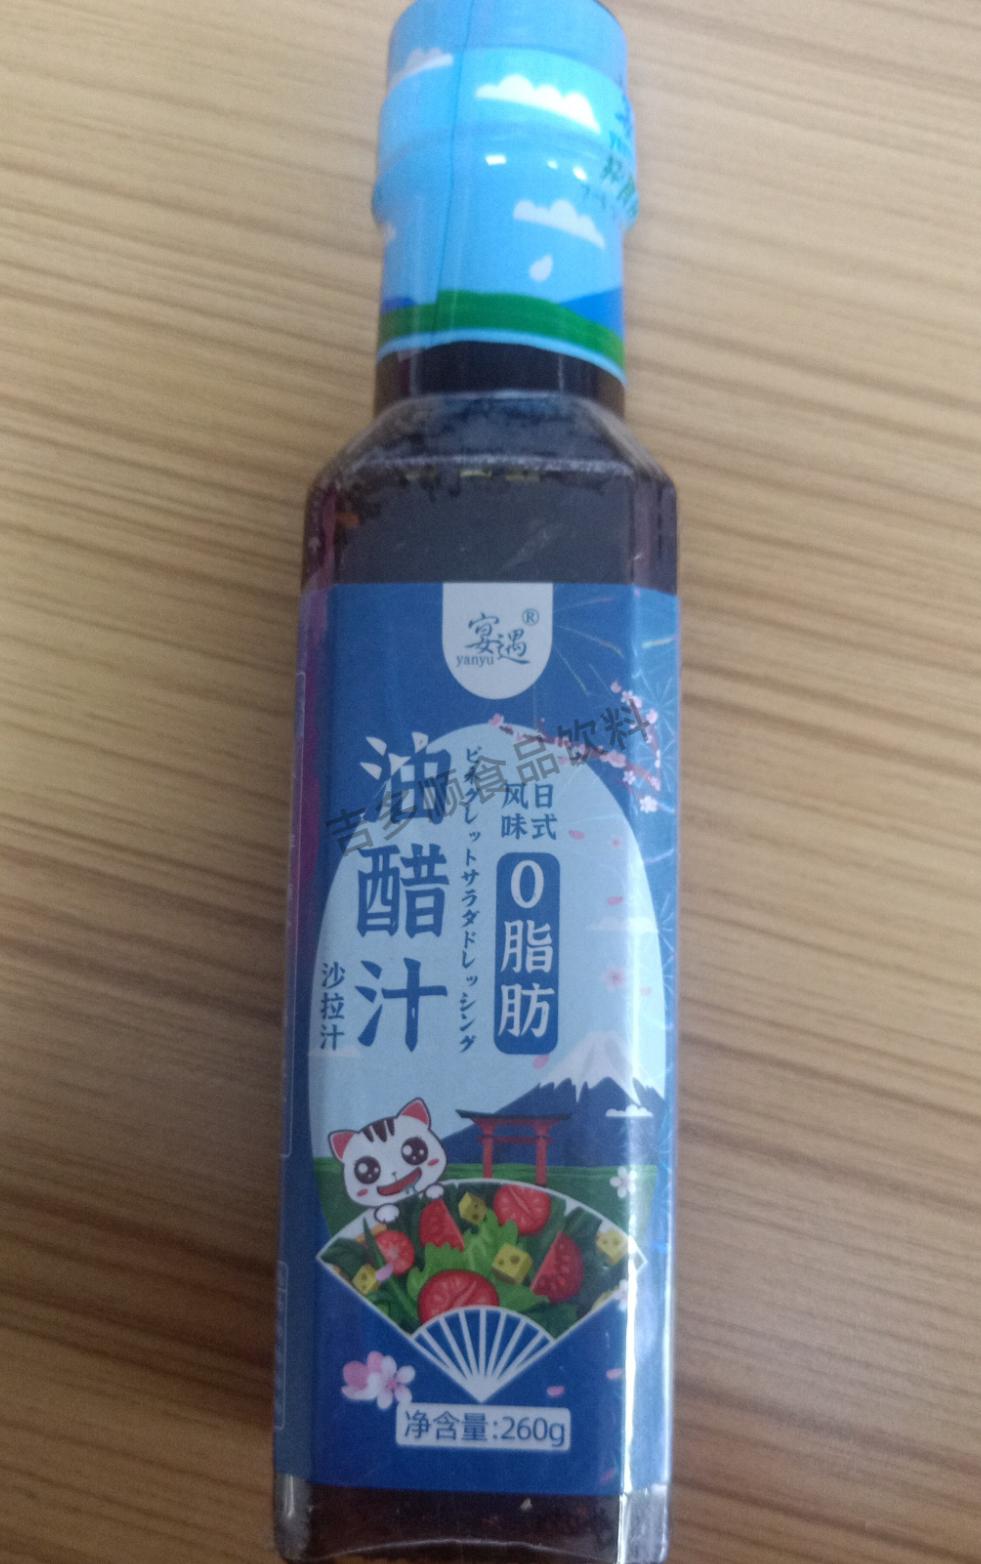 宴遇®
yanyu
日式
风味
0脂肪
ビネグレットサラダドレッシング
油醋汁
沙拉汁
净含量:260g
吉多顺食品饮料